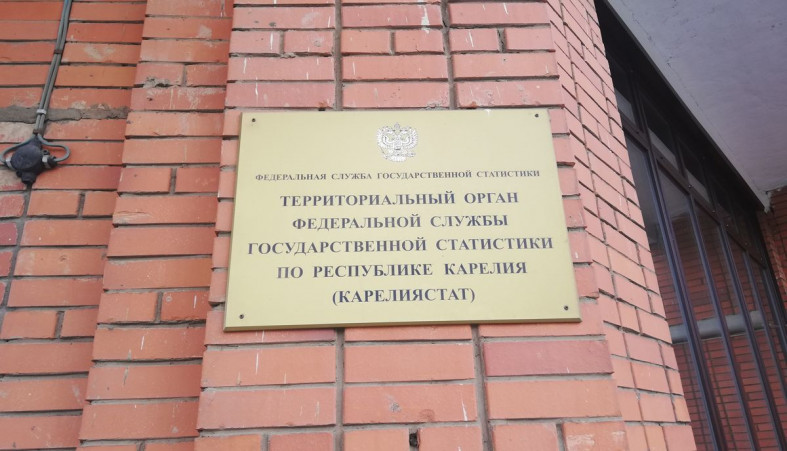 ФЕДЕРАЛЬНАЯ СЛУЖБА ГОСУДАРСТВЕННОЙ СТАТИСТИКИ
ТЕРРИТОРИАЛЬНЫЙ ОРГАН
ФЕДЕРАЛЬНОЙ СЛУЖБЫ
ГОСУДАРСТВЕННОЙ СТАТИСТИКИ
ПО РЕСПУБЛИКЕ КАРЕЛИЯ
(КАРЕЛИЯСТАТ)